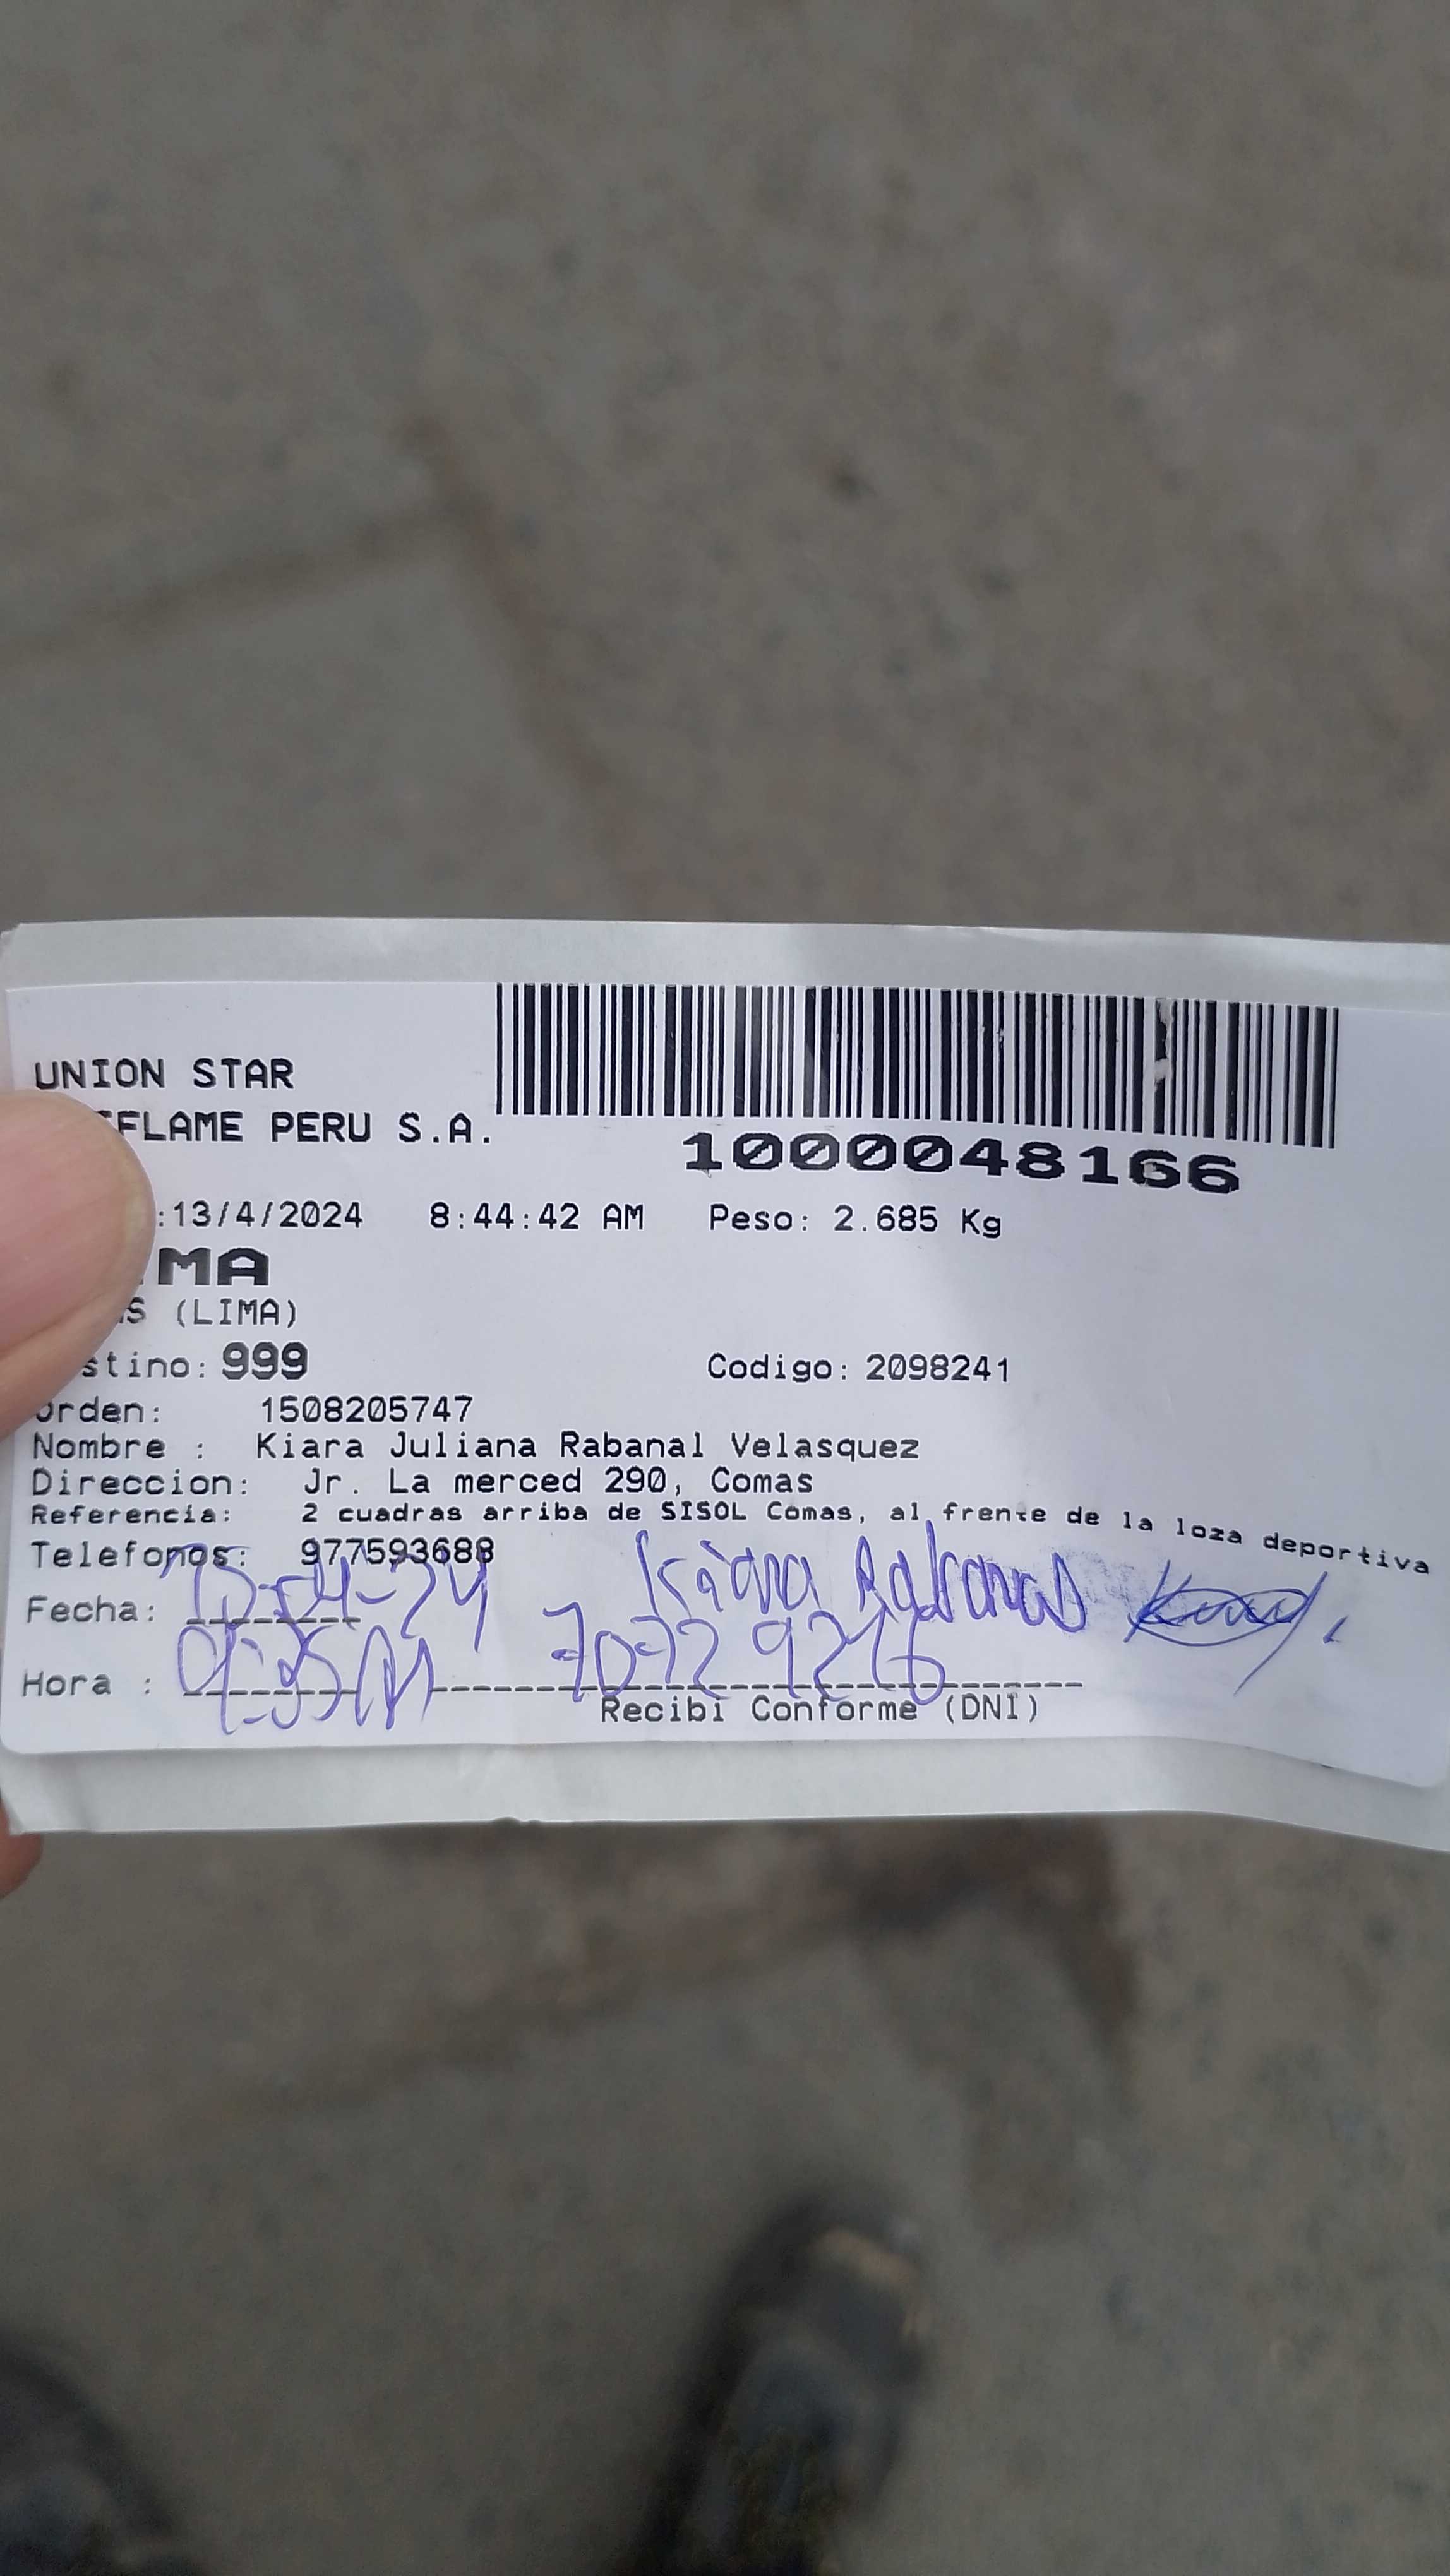 UNION STAR
FLAME PERU S.A.
1000048166
:13/4/2024 8:44:42 AM Peso: 2.685 Kg
MA
S (LIMA)
stino: 999 Codigo: 2098241
Orden: 1508205747
Nombre : Kiara Juliana Rabanal Velasquez
Direccion: Jr. La merced 290, Comas
Referencia: 2 cuadras arriba de SISOL Comas, al frente de la loza deportiva
Telefonos: 977593688
Kiara Rabanal
Fecha: 15-04-24
70729216
Hora :
Recibi Conforme (DNI)